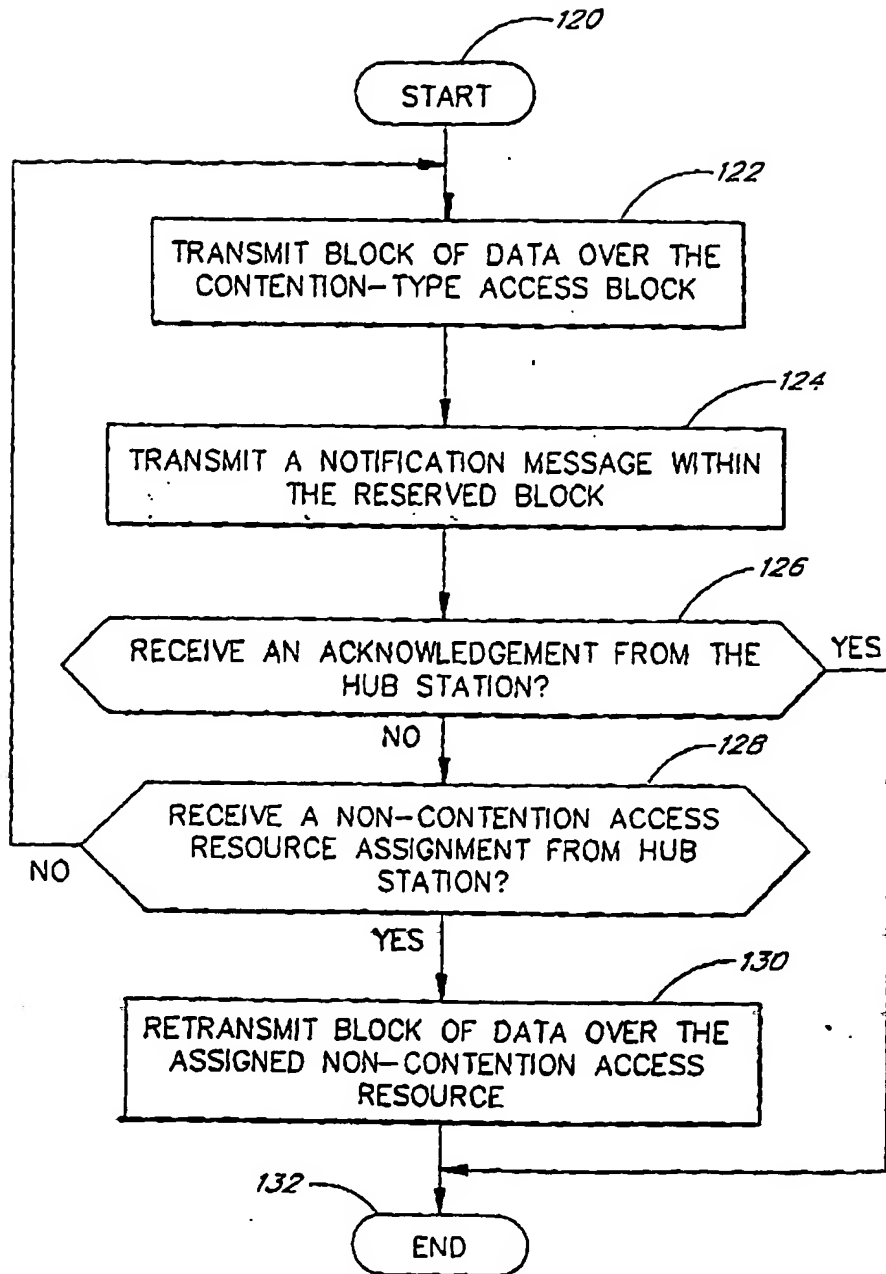 120
START
122
TRANSMIT BLOCK OF DATA OVER THE
CONTENTION-TYPE ACCESS BLOCK
124
TRANSMIT A NOTIFICATION MESSAGE WITHIN
THE RESERVED BLOCK
126
RECEIVE AN ACKNOWLEDGEMENT FROM THE
HUB STATION?
YES
NO
128
RECEIVE A NON-CONTENTION ACCESS
RESOURCE ASSIGNMENT FROM HUB
STATION?
NO
YES
130
RETRANSMIT BLOCK OF DATA OVER THE
ASSIGNED NON-CONTENTION ACCESS
RESOURCE
132
END